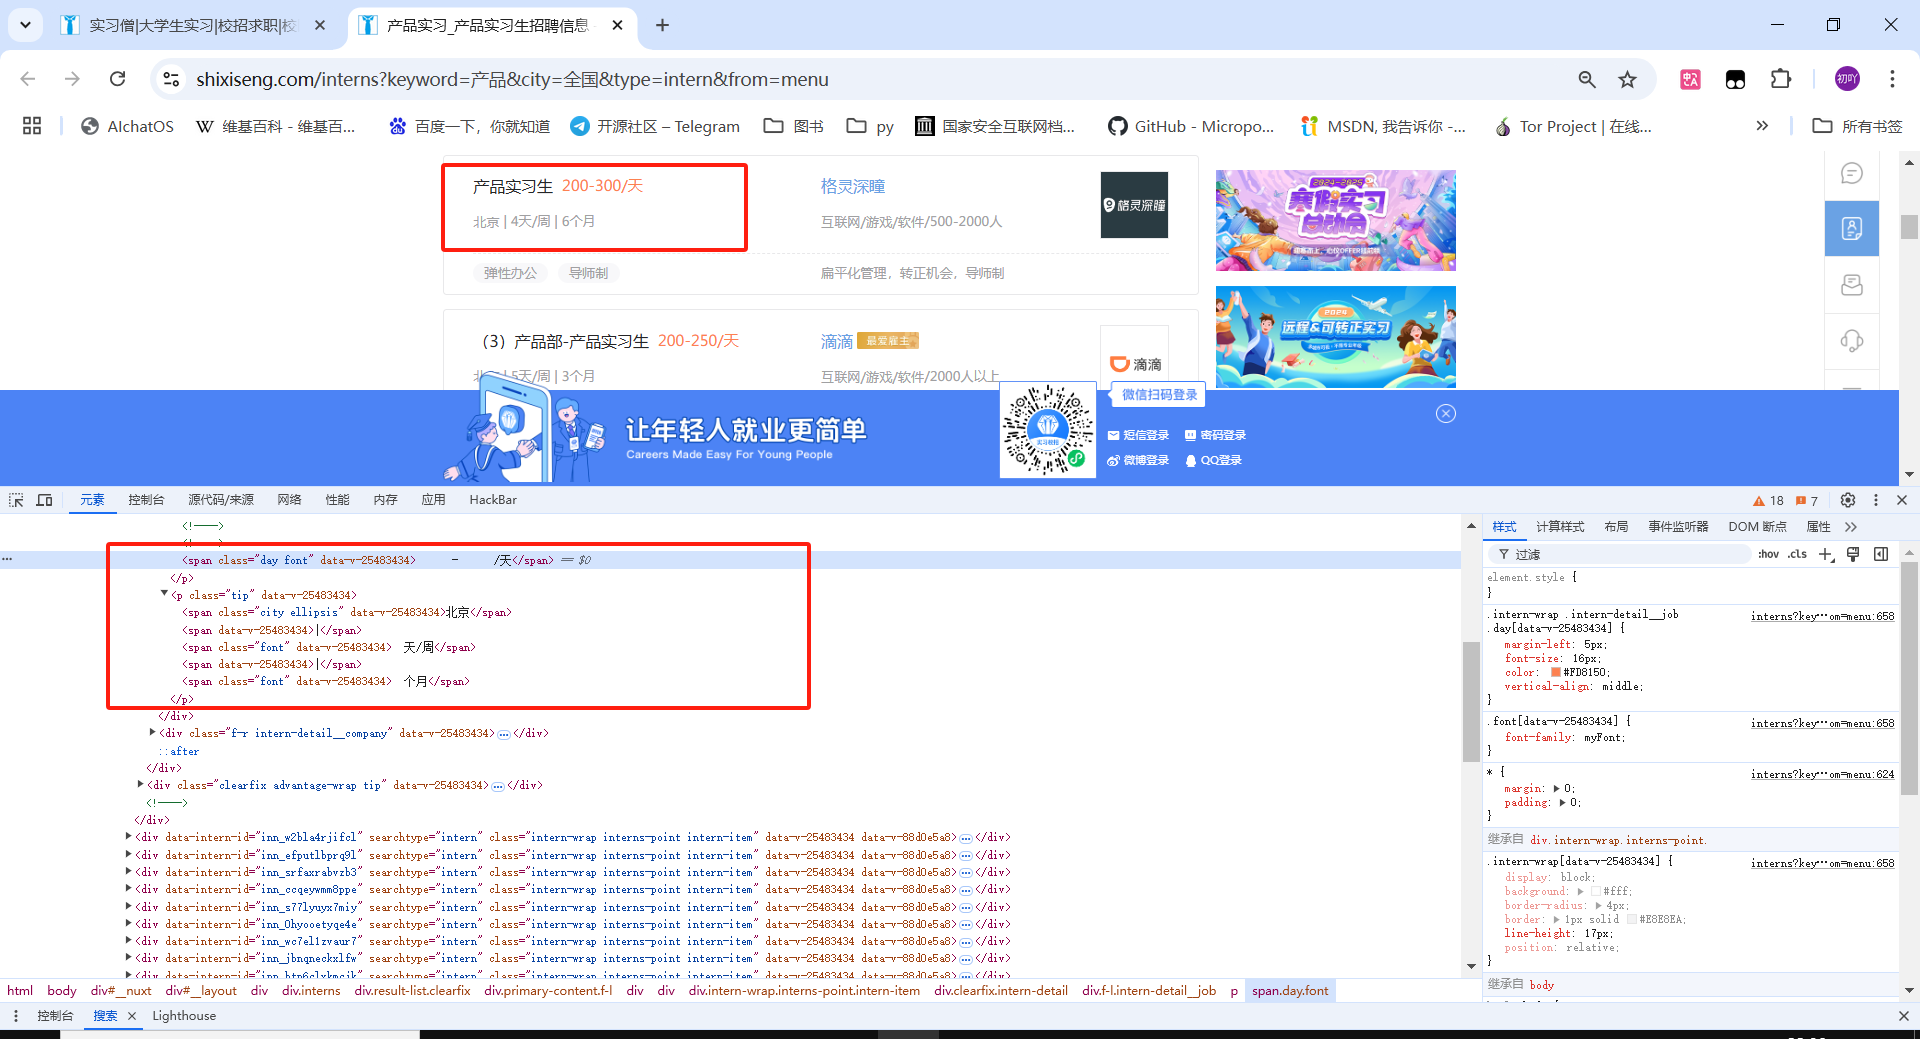 实习僧|大学生实习|校招求职|校
产品实习_产品实习生招聘信息
shixiseng.com/interns?keyword=产品&city=全国&type=intern&from=menu
初吖
AIchatOS
维基百科 - 维基百...
百度一下，你就知道
开源社区 – Telegram
图书
py
国家安全互联网档...
GitHub - Micropo...
MSDN, 我告诉你 -...
Tor Project | 在线...
所有书签
产品实习生 200-300/天
北京 | 4天/周 | 6个月
弹性办公 导师制
格灵深瞳
互联网/游戏/软件/500-2000人
扁平化管理，转正机会，导师制
格灵深瞳
2024-2025
寒假实习
自助会
（3）产品部-产品实习生 200-250/天
北京 | 5天/周 | 3个月
滴滴 最爱雇主
互联网/游戏/软件/2000人以上
滴滴
2024
远程&可转正实习
让年轻人就业更简单
Careers Made Easy For Young People
微信扫码登录
短信登录 密码登录
微博登录 QQ登录
元素 控制台 源代码/来源 网络 性能 内存 应用 HackBar
18 7
<!---->
<span class="day font" data-v-25483434> - /天</span> == $0
</p>
<p class="tip" data-v-25483434>
<span class="city ellipsis" data-v-25483434>北京</span>
<span data-v-25483434>|</span>
<span class="font" data-v-25483434> 天/周</span>
<span data-v-25483434>|</span>
<span class="font" data-v-25483434> 个月</span>
</p>
</div>
<div class="f-r intern-detail__company" data-v-25483434>…</div>
::after
</div>
<div class="clearfix advantage-wrap tip" data-v-25483434>…</div>
<!---->
</div>
<div data-intern-id="inn_w2bla4rjifcl" searchtype="intern" class="intern-wrap interns-point intern-item" data-v-25483434 data-v-88d0e5a8>…</div>
<div data-intern-id="inn_efputlbprq9l" searchtype="intern" class="intern-wrap interns-point intern-item" data-v-25483434 data-v-88d0e5a8>…</div>
<div data-intern-id="inn_srfaxrabvzb3" searchtype="intern" class="intern-wrap interns-point intern-item" data-v-25483434 data-v-88d0e5a8>…</div>
<div data-intern-id="inn_ccqeywmm8ppe" searchtype="intern" class="intern-wrap interns-point intern-item" data-v-25483434 data-v-88d0e5a8>…</div>
<div data-intern-id="inn_s77lyuyx7miy" searchtype="intern" class="intern-wrap interns-point intern-item" data-v-25483434 data-v-88d0e5a8>…</div>
<div data-intern-id="inn_0hyooetyqe4e" searchtype="intern" class="intern-wrap interns-point intern-item" data-v-25483434 data-v-88d0e5a8>…</div>
<div data-intern-id="inn_wc7el1zvaur7" searchtype="intern" class="intern-wrap interns-point intern-item" data-v-25483434 data-v-88d0e5a8>…</div>
<div data-intern-id="inn_jbnqneckxlfw" searchtype="intern" class="intern-wrap interns-point intern-item" data-v-25483434 data-v-88d0e5a8>…</div>
html body div#__nuxt div#__layout div div.interns div.result-list.clearfix div.primary-content.f-l div div div.intern-wrap.interns-point.intern-item div.clearfix.intern-detail div.f-l.intern-detail__job p span.day.font
样式 计算样式 布局 事件监听器 DOM 断点 属性
过滤 :hov .cls
element.style {
}
.intern-wrap .intern-detail__job interns?key…om=menu:658
.day[data-v-25483434] {
margin-left: 5px;
font-size: 16px;
color: #FD8150;
vertical-align: middle;
}
.font[data-v-25483434] { interns?key…om=menu:658
font-family: myFont;
}
* { interns?key…om=menu:624
margin: 0;
padding: 0;
}
继承自 div.intern-wrap.interns-point.
.intern-wrap[data-v-25483434] { interns?key…om=menu:658
display: block;
background: #fff;
border-radius: 4px;
border: 1px solid #E8E8EA;
line-height: 17px;
position: relative;
}
继承自 body
控制台 搜索 Lighthouse